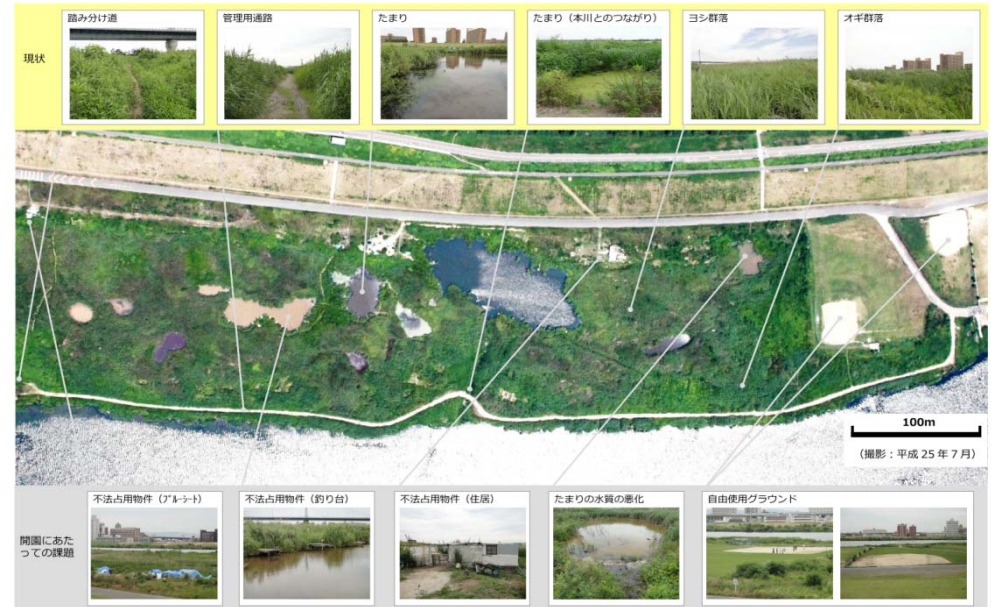 現状
踏み分け道
管理用通路
たまり
たまり（本川とのつながり）
ヨシ群落
オギ群落
100m
（撮影：平成 25 年 7 月）
開園にあた
っての課題
不法占用物件（ブルーシート）
不法占用物件（釣り台）
不法占用物件（住居）
たまりの水質の悪化
自由使用グラウンド